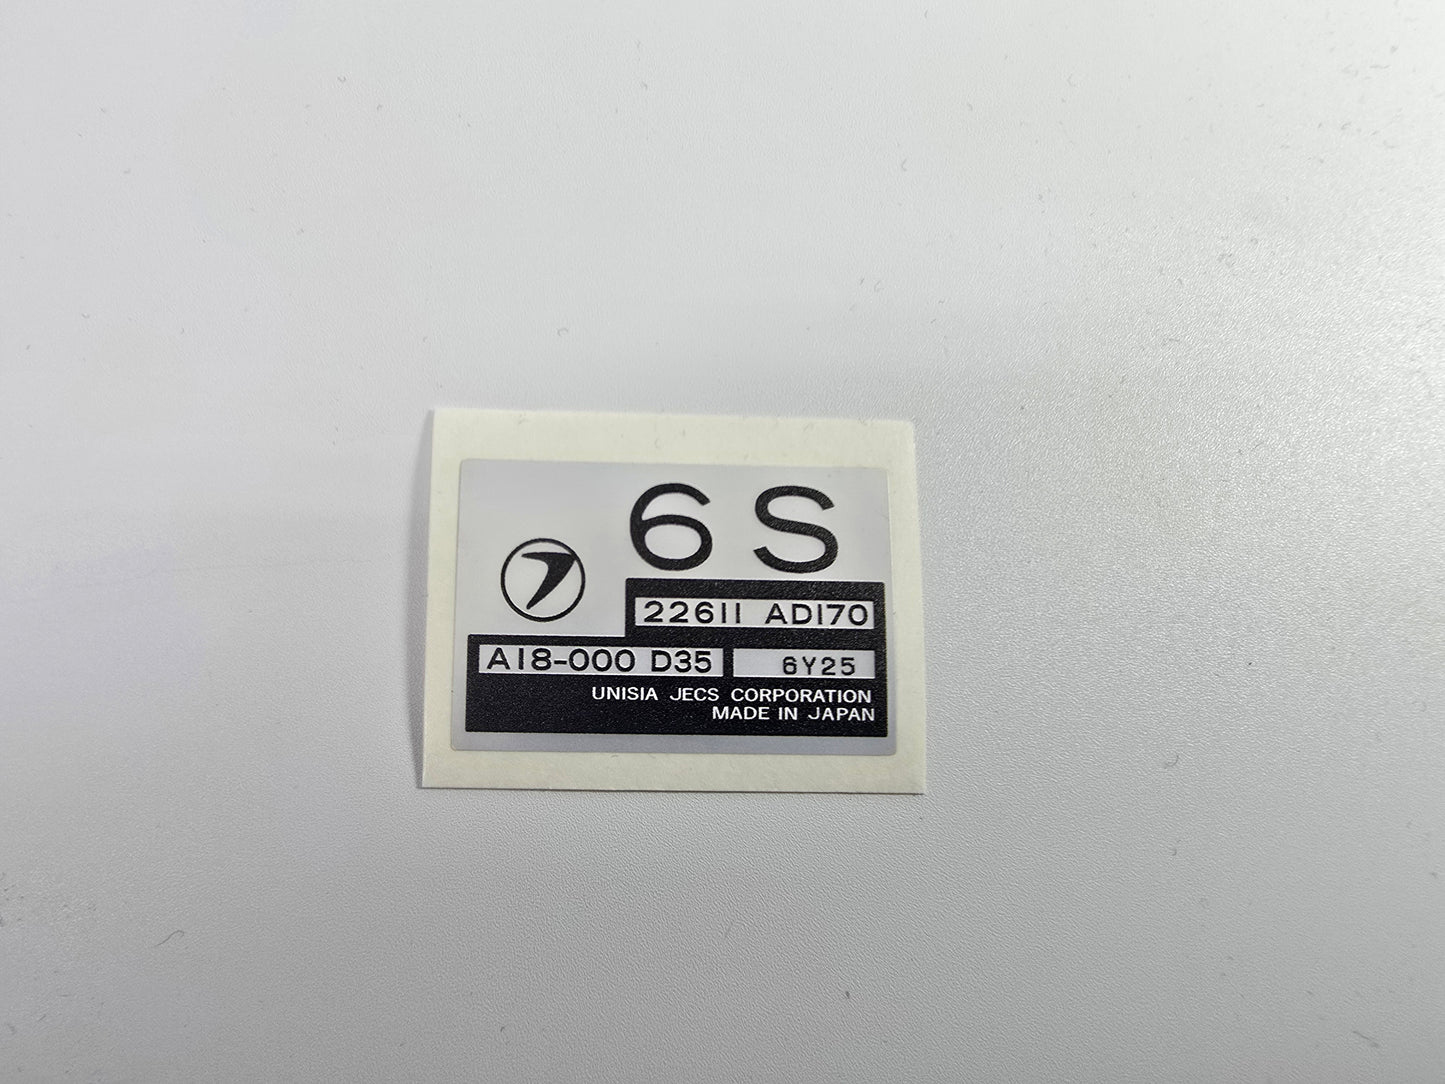 6S
22611 AD170
A18-000 D35 6Y25
UNISIA JECS CORPORATION
MADE IN JAPAN